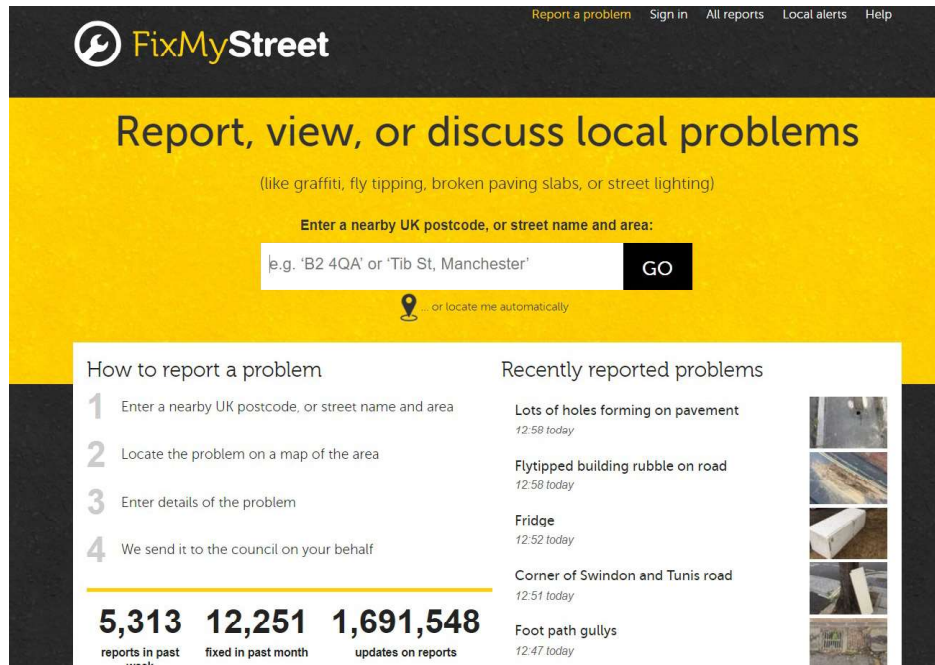 Report a problem Sign in All reports Local alerts Help
FixMyStreet
Report, view, or discuss local problems
(like graffiti, fly tipping, broken paving slabs, or street lighting)
Enter a nearby UK postcode, or street name and area:
e.g. ‘B2 4QA’ or ‘Tib St, Manchester’
GO
... or locate me automatically
How to report a problem
1 Enter a nearby UK postcode, or street name and area
2 Locate the problem on a map of the area
3 Enter details of the problem
4 We send it to the council on your behalf
5,313 12,251 1,691,548
reports in past fixed in past month updates on reports
week
Recently reported problems
Lots of holes forming on pavement
12:58 today
Flytipped building rubble on road
12:58 today
Fridge
12:52 today
Corner of Swindon and Tunis road
12:51 today
Foot path gullys
12:47 today